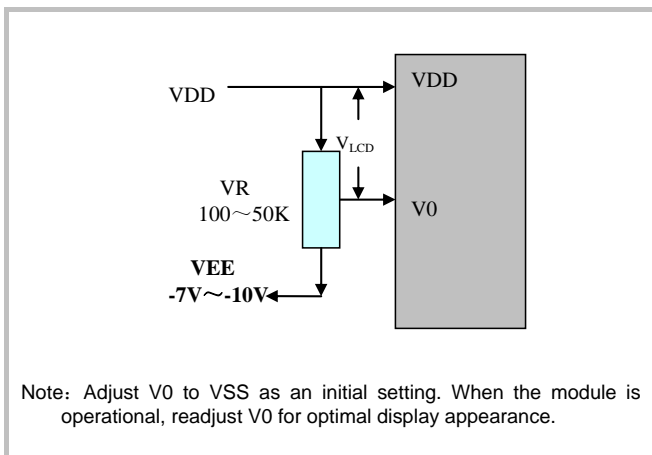 VDD
VDD
V_LCD
VR
100～50K
V0
VEE
-7V～-10V
Note：Adjust V0 to VSS as an initial setting. When the module is
operational, readjust V0 for optimal display appearance.